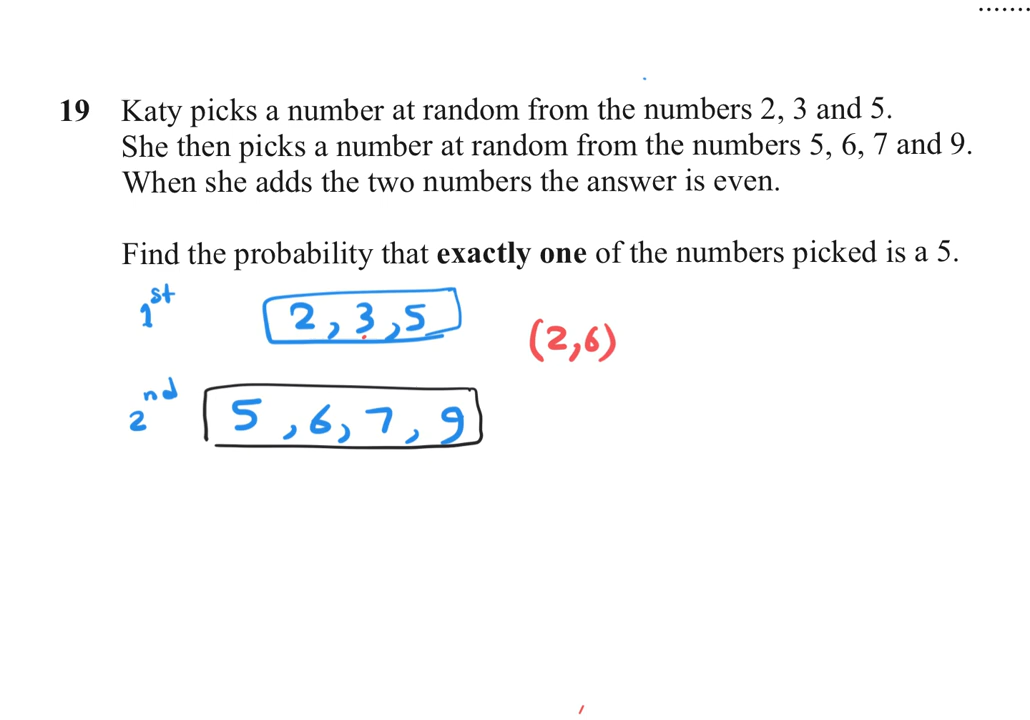 .......
19 Katy picks a number at random from the numbers 2, 3 and 5.
She then picks a number at random from the numbers 5, 6, 7 and 9.
When she adds the two numbers the answer is even.
Find the probability that exactly one of the numbers picked is a 5.
1st 2, 3, 5
(2,6)
2nd 5, 6, 7, 9